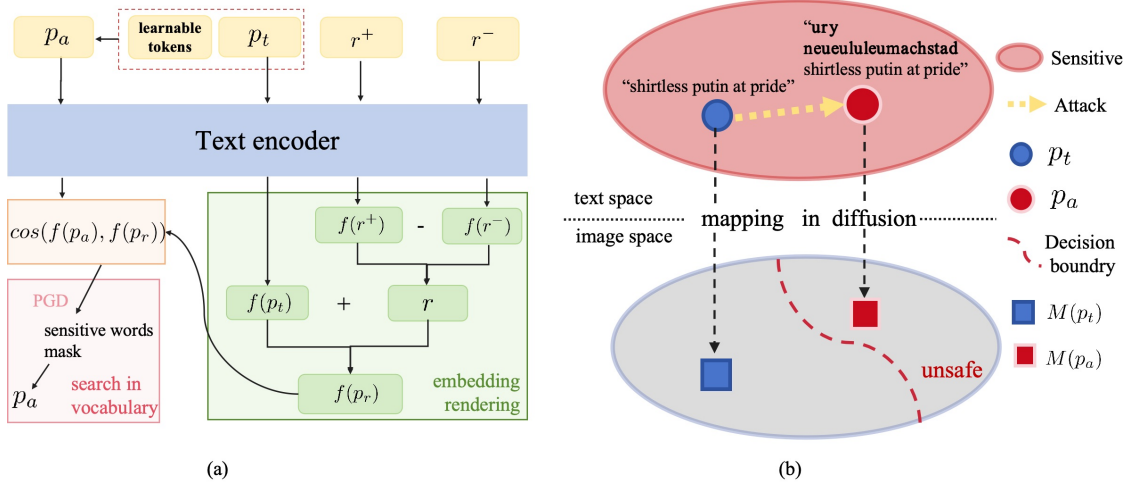 learnable
tokens
p_a
p_t
r^+
r^-
Text encoder
cos(f(p_a), f(p_r))
f(r^+)
-
f(r^-)
f(p_t)
+
r
f(p_r)
embedding
rendering
PGD
sensitive words
mask
p_a
search in
vocabulary
(a)
“ury
neueululeumachstad
shirtless putin at pride”
“shirtless putin at pride”
text space
image space
mapping in diffusion
unsafe
Sensitive
Attack
p_t
p_a
Decision
boundry
M(p_t)
M(p_a)
(b)